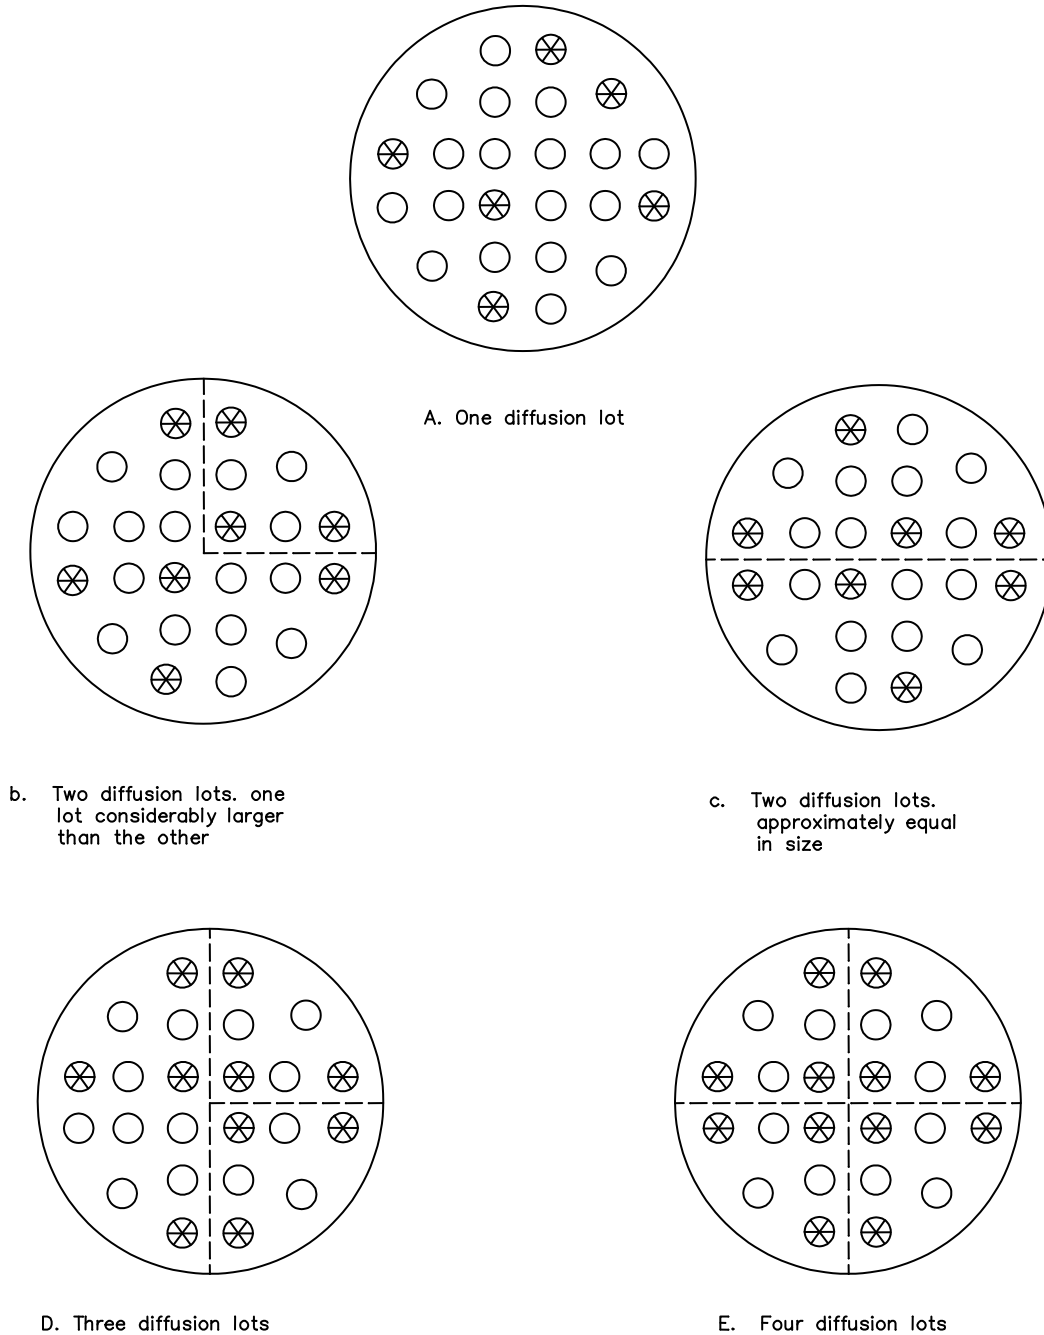 A. One diffusion lot
b. Two diffusion lots. one
lot considerably larger
than the other
c. Two diffusion lots.
approximately equal
in size
D. Three diffusion lots
E. Four diffusion lots